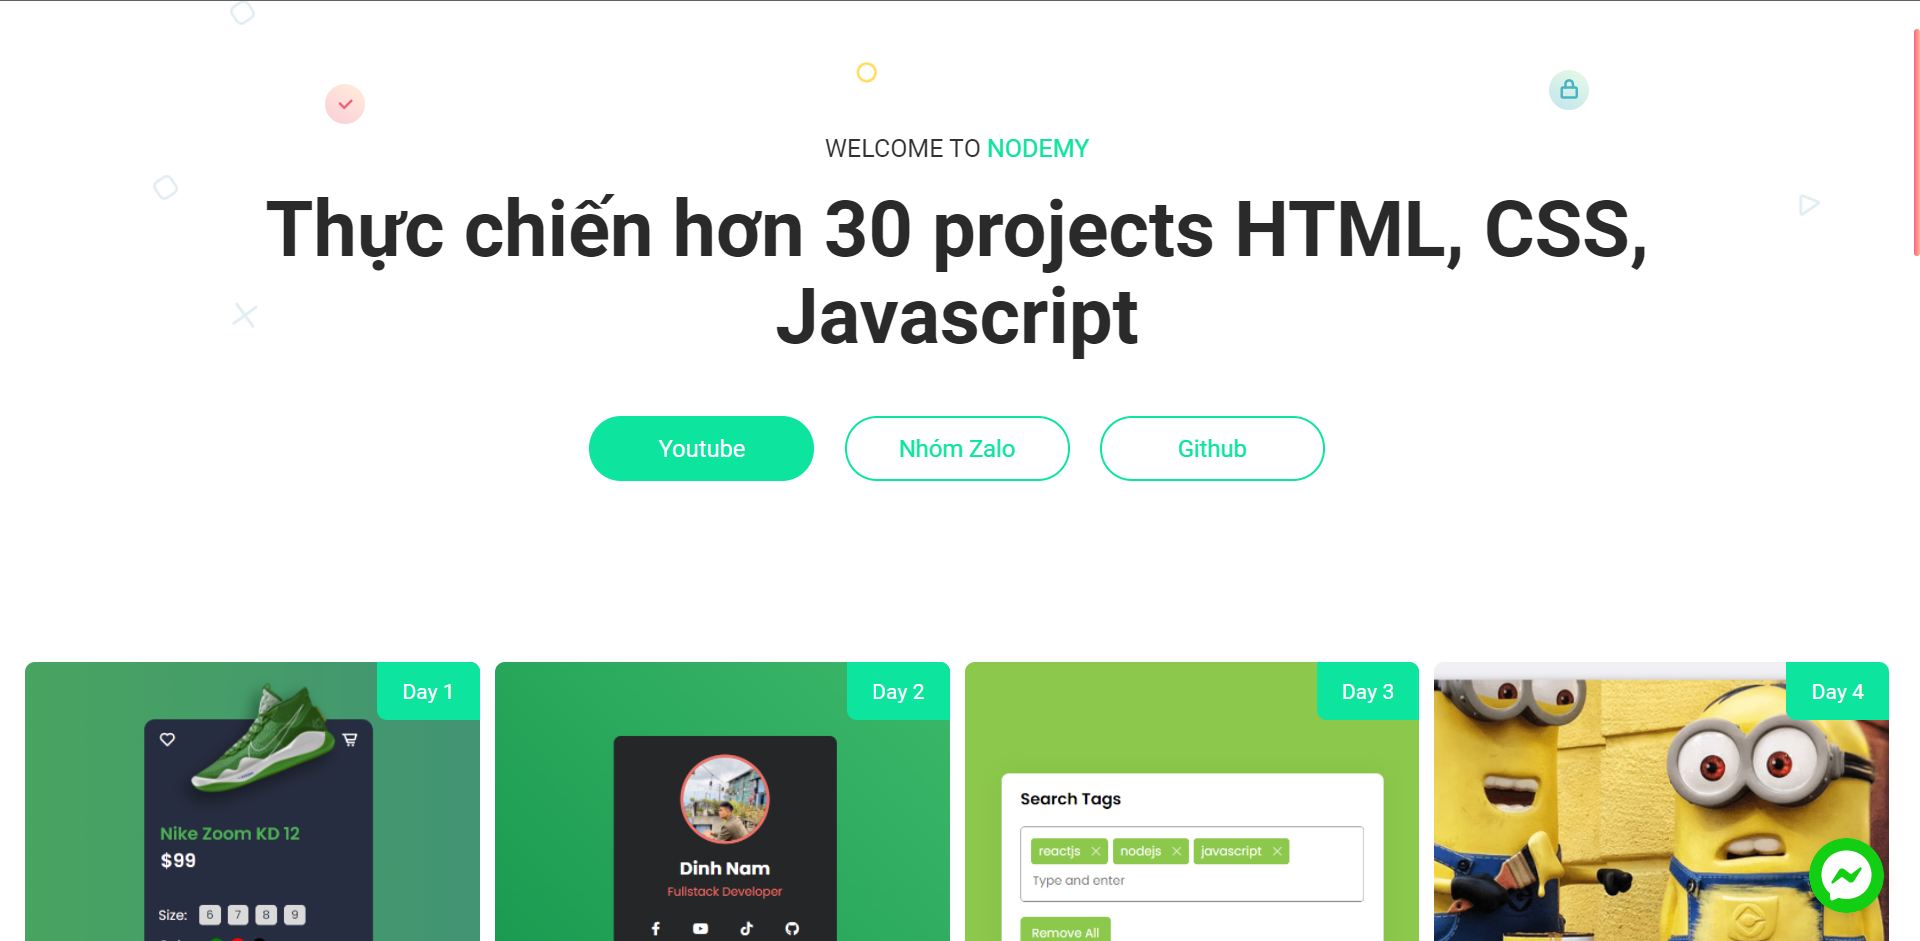 WELCOME TO NODEMY
Thực chiến hơn 30 projects HTML, CSS,
Javascript
Youtube
Nhóm Zalo
Github
Day 1
Nike Zoom KD 12
$99
Size: 6 7 8 9
Day 2
Dinh Nam
Fullstack Developer
Day 3
Search Tags
reactjs nodejs javascript
Type and enter
Remove All
Day 4